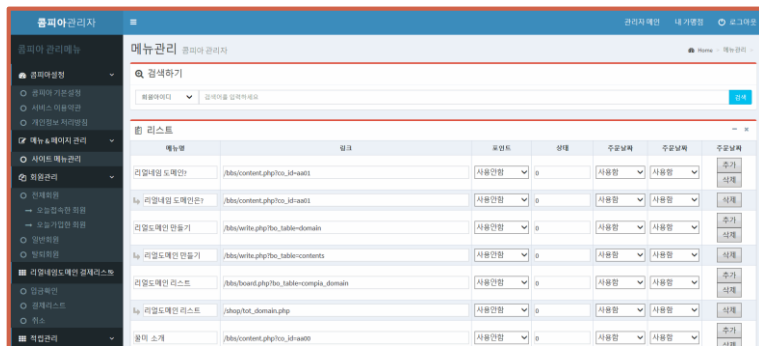 콤피아관리자
관리자 메인 내 가맹점 로그아웃
콤피아 관리메뉴
메뉴관리 콤피아 관리자
Home 메뉴관리
콤피아설정
콤피아 기본설정
서비스 이용약관
개인정보 처리방침
메뉴&페이지 관리
사이트 메뉴관리
회원관리
전체회원
→ 오늘접속한 회원
→ 오늘가입한 회원
일반회원
탈퇴회원
리얼네임도메인 결제리스트
입금확인
결제리스트
취소
적립관리
검색하기
회원아이디 검색어를 입력하세요 검색
리스트
메뉴명 링크 포인트 상태 주문날짜 주문날짜 주문날짜
리얼네임 도메인? /bbs/content.php?co_id=aa01 사용안함 0 사용함 사용함 추가
삭제
리얼네임 도메인은? /bbs/content.php?co_id=aa01 사용안함 0 사용함 사용함 삭제
리얼도메인 만들기 /bbs/write.php?bo_table=domain 사용안함 0 사용함 사용함 추가
삭제
리얼도메인 만들기 /bbs/write.php?bo_table=contents 사용안함 0 사용함 사용함 삭제
리얼도메인 리스트 /bbs/board.php?bo_table=compia_domain 사용안함 0 사용함 사용함 추가
삭제
리얼도메인 리스트 /shop/tot_domain.php 사용안함 0 사용함 사용함 삭제
꿀미 소개 /bbs/content.php?co_id=aa00 사용안함 0 사용함 사용함 추가
삭제